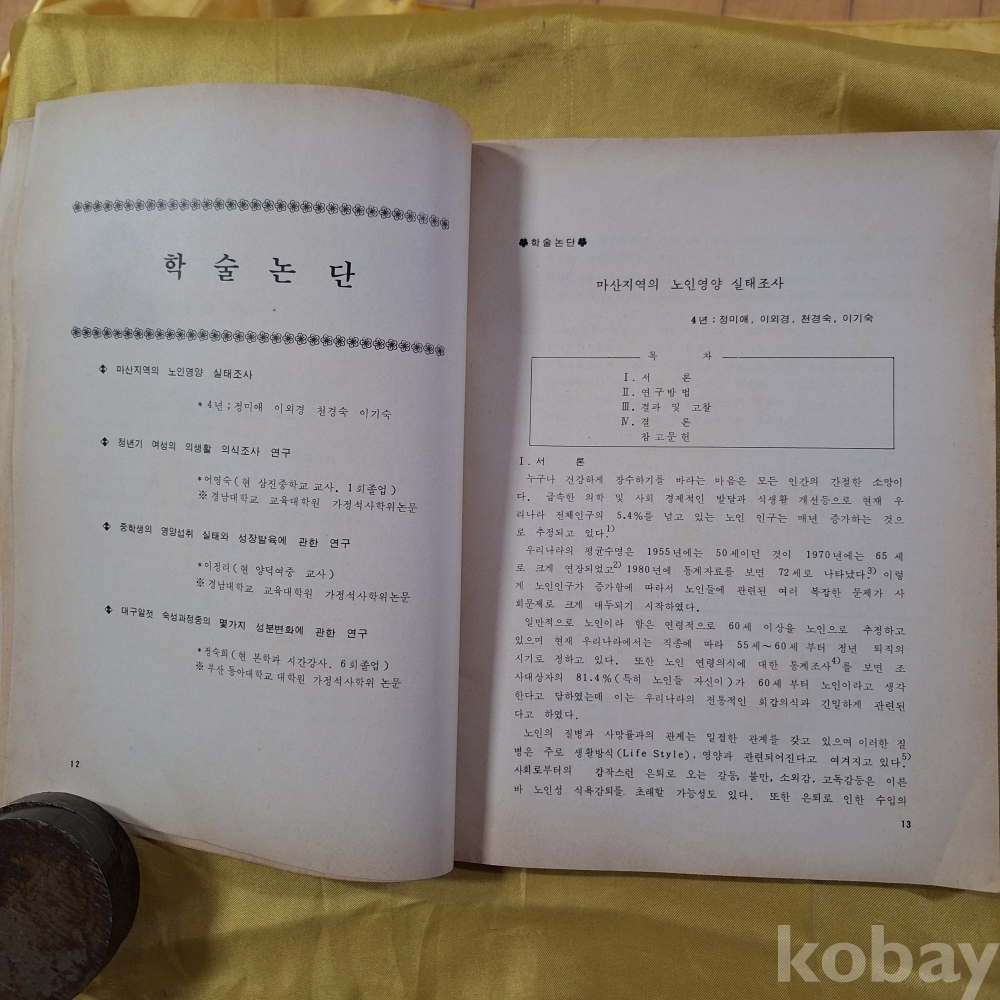 학 술 논 단
마산지역의 노인영양 실태조사
*4년;정미애 이외경 천경숙 이기숙
청년기 여성의 의생활 의식조사 연구
*어영숙(현 삼진중학교 교사. 1회졸업)
※경남대학교 교육대학원 가정석사학위논문
중학생의 영양섭취 실태와 성장발육에 관한 연구
*이정리(현 양덕여중 교사)
※경남대학교 교육대학원 가정석사학위논문
대구알젓 숙성과정중의 몇가지 성분변화에 관한 연구
*정숙희(현 본학과 시간강사. 6회졸업)
※부산 동아대학교 대학원 가정석사학위 논문
12
학술논단
마산지역의 노인영양 실태조사
4년:정미애, 이외경, 천경숙, 이기숙
목 차
Ⅰ.서 론
Ⅱ.연구방법
Ⅲ.결과 및 고찰
Ⅳ.결 론
참고문헌
Ⅰ.서 론
누구나 건강하게 장수하기를 바라는 마음은 모든 인간의 간절한 소망이
다. 급속한 의학 및 사회 경제적인 발달과 식생활 개선등으로 현재 우
리나라 전체인구의 5.4%를 넘고 있는 노인 인구는 매년 증가하는 것으
로 추정되고 있다.1)
우리나라의 평균수명은 1955년에는 50세이던 것이 1970년에는 65세
로 크게 연장되었고2) 1980년에 통계자료를 보면 72세로 나타났다.3) 이렇
게 노인인구가 증가함에 따라서 노인들에 관련된 여러 복잡한 문제가 사
회문제로 크게 대두되기 시작하였다.
일반적으로 노인이라 함은 연령적으로 60세 이상을 노인으로 추정하고
있으며 현재 우리나라에서는 직종에 따라 55세~60세 부터 정년 퇴직의
시기로 정하고 있다. 또한 노인 연령의식에 대한 통계조사4)를 보면 조
사대상자의 81.4%(특히 노인들 자신이)가 60세 부터 노인이라고 생각
한다고 답하였는데 이는 우리나라의 전통적인 회갑의식과 긴밀하게 관련된
다고 하였다.
노인의 질병과 사망률과의 관계는 밀접한 관계를 갖고 있으며 이러한 질
병은 주로 생활방식(Life Style), 영양과 관련되어진다고 여겨지고 있다.5)
사회로부터의 갑작스런 은퇴로 오는 갈등, 불만, 소외감, 고독감등은 이른
바 노인성 식욕감퇴를 초래할 가능성도 있다. 또한 은퇴로 인한 수입의
13
kobay